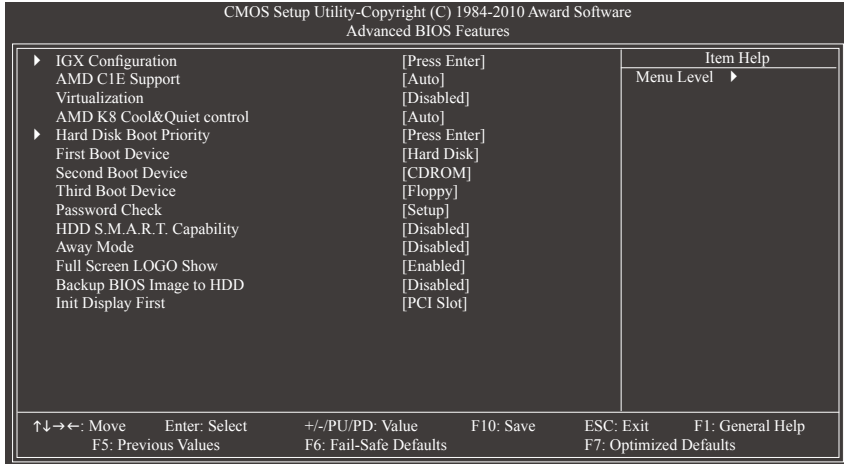 CMOS Setup Utility-Copyright (C) 1984-2010 Award Software
Advanced BIOS Features
IGX Configuration [Press Enter]
AMD C1E Support [Auto]
Virtualization [Disabled]
AMD K8 Cool&Quiet control [Auto]
Hard Disk Boot Priority [Press Enter]
First Boot Device [Hard Disk]
Second Boot Device [CDROM]
Third Boot Device [Floppy]
Password Check [Setup]
HDD S.M.A.R.T. Capability [Disabled]
Away Mode [Disabled]
Full Screen LOGO Show [Enabled]
Backup BIOS Image to HDD [Disabled]
Init Display First [PCI Slot]
Item Help
Menu Level
↑↓→←: Move Enter: Select +/-/PU/PD: Value F10: Save ESC: Exit F1: General Help
F5: Previous Values F6: Fail-Safe Defaults F7: Optimized Defaults